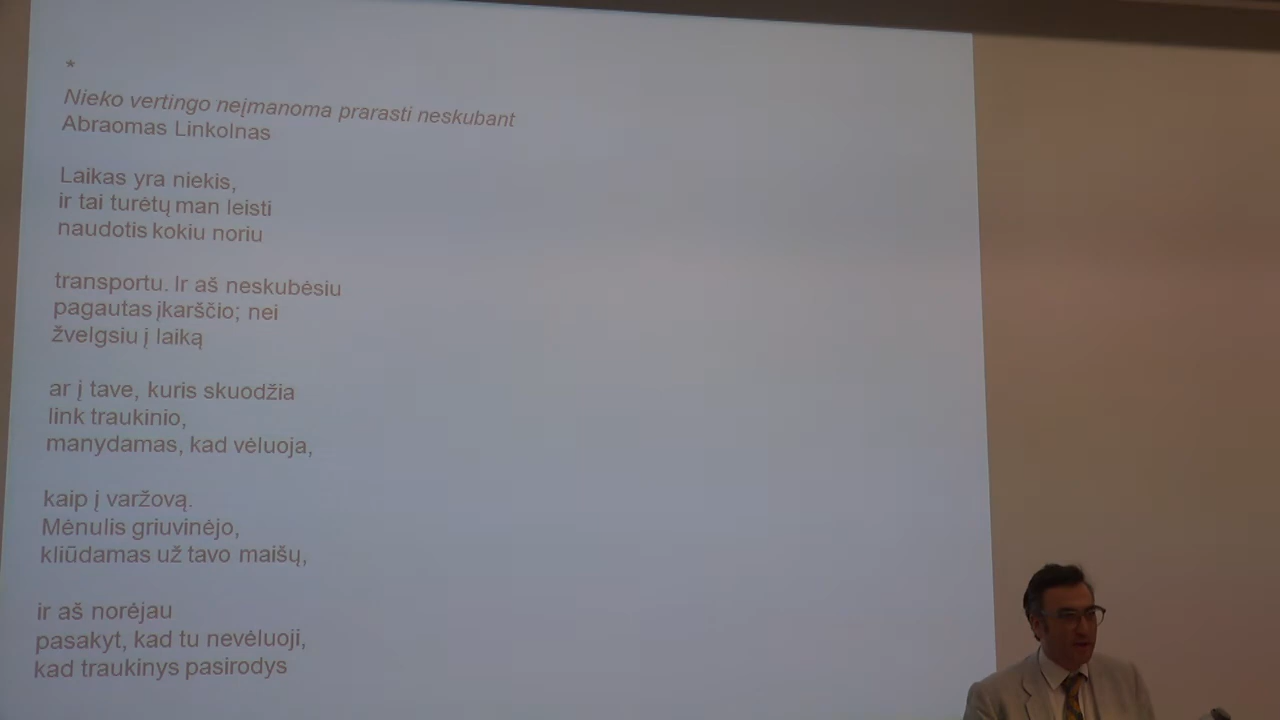 *
Nieko vertingo neįmanoma prarasti neskubant
Abraomas Linkolnas
Laikas yra niekis,
ir tai turėtų man leisti
naudotis kokiu noriu
transportu. Ir aš neskubėsiu
pagautas įkarščio; nei
žvelgsiu į laiką
ar į tave, kuris skuodžia
link traukinio,
manydamas, kad vėluoja,
kaip į varžovą.
Mėnulis griuvinėjo,
kliūdamas už tavo maišų,
ir aš norėjau
pasakyt, kad tu nevėluoji,
kad traukinys pasirodys